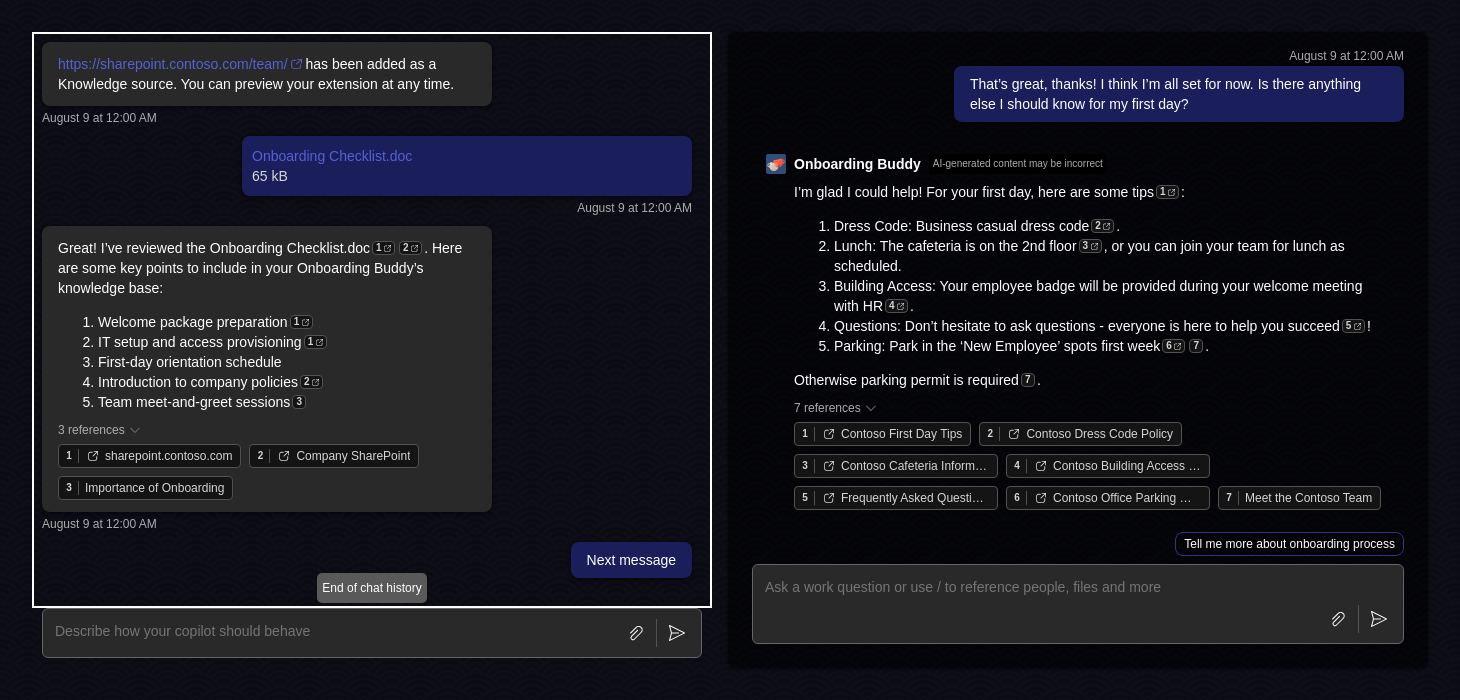 https://sharepoint.contoso.com/team/ has been added as a
Knowledge source. You can preview your extension at any time.
August 9 at 12:00 AM
Onboarding Checklist.doc
65 kB
August 9 at 12:00 AM
Great! I’ve reviewed the Onboarding Checklist.doc 1 2 . Here
are some key points to include in your Onboarding Buddy’s
knowledge base:
1. Welcome package preparation 1
2. IT setup and access provisioning 1
3. First-day orientation schedule
4. Introduction to company policies 2
5. Team meet-and-greet sessions 3
3 references
1 sharepoint.contoso.com
2 Company SharePoint
3 Importance of Onboarding
August 9 at 12:00 AM
Next message
End of chat history
Describe how your copilot should behave
August 9 at 12:00 AM
That’s great, thanks! I think I’m all set for now. Is there anything
else I should know for my first day?
Onboarding Buddy AI-generated content may be incorrect
I’m glad I could help! For your first day, here are some tips 1 :
1. Dress Code: Business casual dress code 2 .
2. Lunch: The cafeteria is on the 2nd floor 3 , or you can join your team for lunch as
scheduled.
3. Building Access: Your employee badge will be provided during your welcome meeting
with HR 4 .
4. Questions: Don’t hesitate to ask questions - everyone is here to help you succeed 5 !
5. Parking: Park in the ‘New Employee’ spots first week 6 7 .
Otherwise parking permit is required 7 .
7 references
1 Contoso First Day Tips
2 Contoso Dress Code Policy
3 Contoso Cafeteria Inform…
4 Contoso Building Access …
5 Frequently Asked Questi…
6 Contoso Office Parking …
7 Meet the Contoso Team
Tell me more about onboarding process
Ask a work question or use / to reference people, files and more